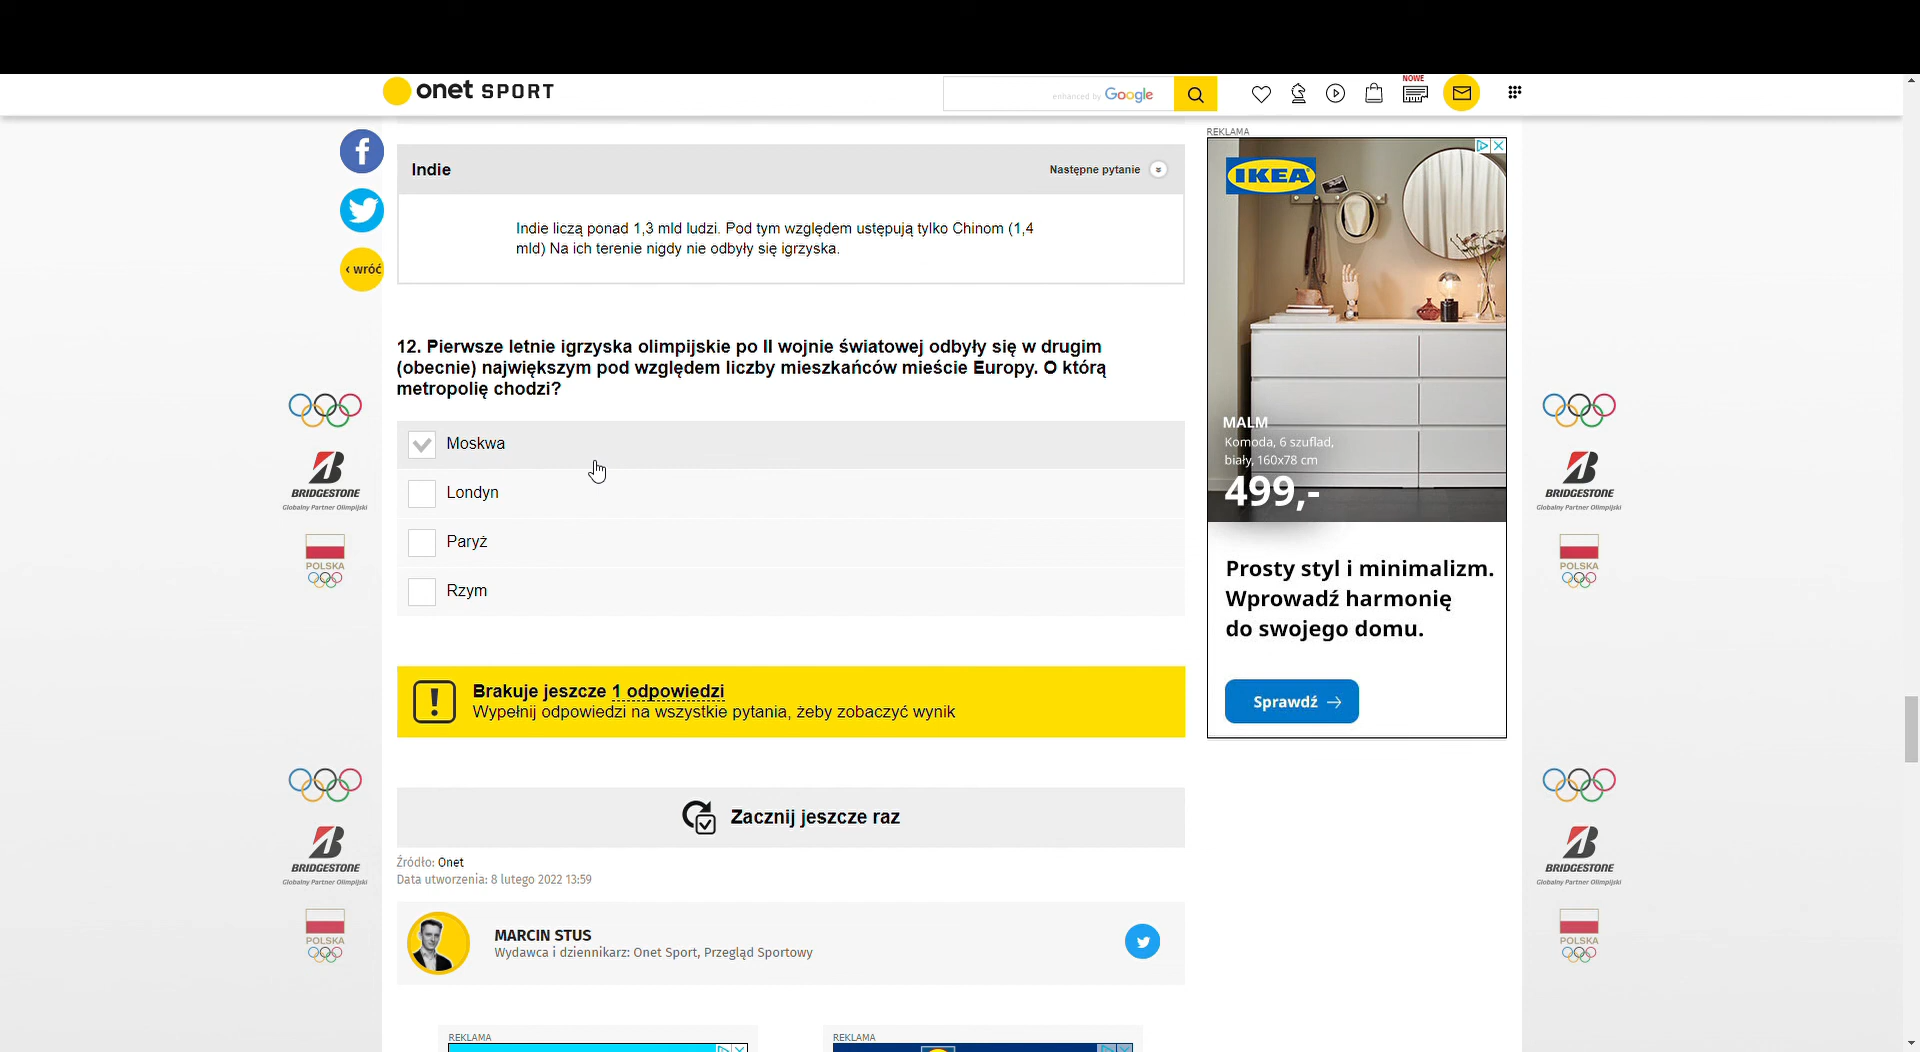 onet SPORT
enhanced by Google
NOWE
‹ wróć
Indie
Następne pytanie
Indie liczą ponad 1,3 mld ludzi. Pod tym względem ustępują tylko Chinom (1,4
mld) Na ich terenie nigdy nie odbyły się igrzyska.
12. Pierwsze letnie igrzyska olimpijskie po II wojnie światowej odbyły się w drugim
(obecnie) największym pod względem liczby mieszkańców mieście Europy. O którą
metropolię chodzi?
Moskwa
Londyn
Paryż
Rzym
Brakuje jeszcze 1 odpowiedzi
Wypełnij odpowiedzi na wszystkie pytania, żeby zobaczyć wynik
Zacznij jeszcze raz
Źródło: Onet
Data utworzenia: 8 lutego 2022 13:59
MARCIN STUS
Wydawca i dziennikarz: Onet Sport, Przegląd Sportowy
REKLAMA
REKLAMA
REKLAMA
IKEA
MALM
Komoda, 6 szuflad,
biały, 160x78 cm
499,-
Prosty styl i minimalizm.
Wprowadź harmonię
do swojego domu.
Sprawdź
BRIDGESTONE
Globalny Partner Olimpijski
POLSKA
BRIDGESTONE
Globalny Partner Olimpijski
POLSKA
BRIDGESTONE
Globalny Partner Olimpijski
POLSKA
BRIDGESTONE
Globalny Partner Olimpijski
POLSKA